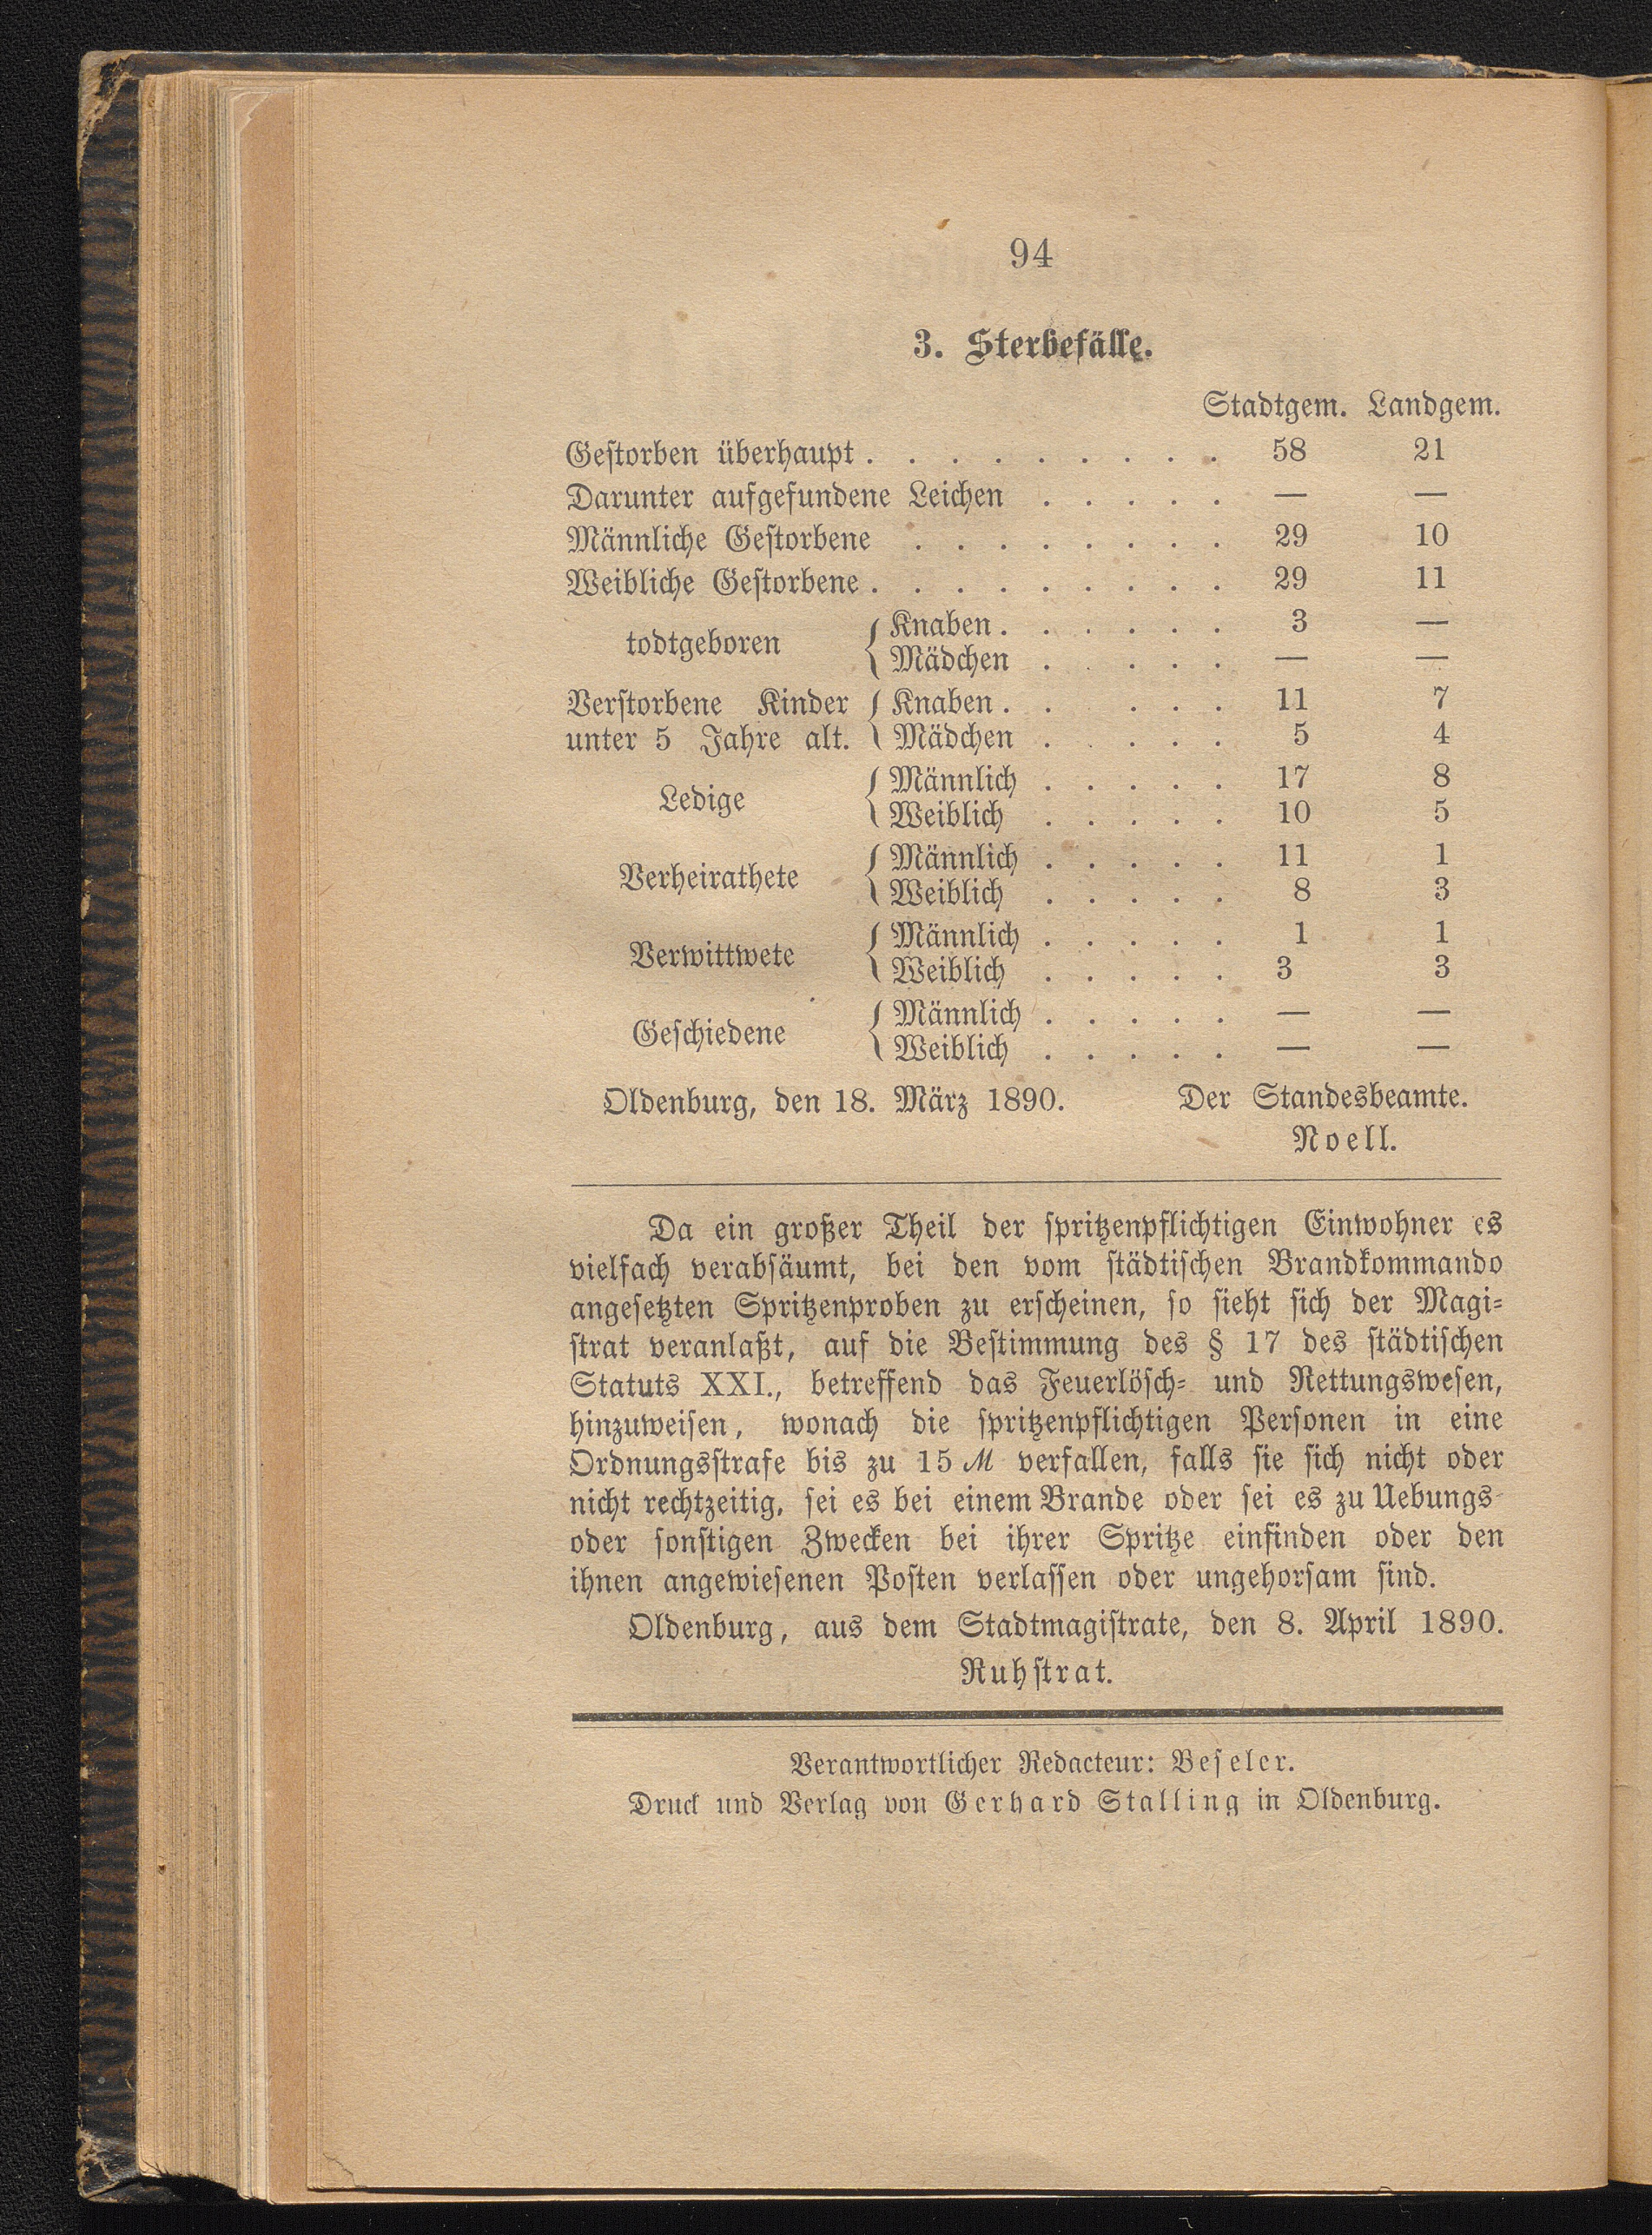 94
3. Sterbefälle.
Stadtgem. Landgem.
Gestorben überhaupt . . . . . . . . . 58 21
Darunter aufgefundene Leichen . . . . . — —
Männliche Gestorbene . . . . . . . . 29 10
Weibliche Gestorbene . . . . . . . . . 29 11
todtgeboren { Knaben . . . . . . 3 —
{ Mädchen . . . . . — —
Verstorbene Kinder { Knaben . . . . . 11 7
unter 5 Jahre alt. { Mädchen . . . . . 5 4
Ledige { Männlich . . . . . 17 8
{ Weiblich . . . . . 10 5
Verheirathete { Männlich . . . . . 11 1
{ Weiblich . . . . . 8 3
Verwittwete { Männlich . . . . . 1 1
{ Weiblich . . . . . 3 3
Geschiedene { Männlich . . . . . — —
{ Weiblich . . . . . — —
Oldenburg, den 18. März 1890. Der Standesbeamte.
Noell.
Da ein großer Theil der spritzenpflichtigen Einwohner es
vielfach verabsäumt, bei den vom städtischen Brandkommando
angesetzten Spritzenproben zu erscheinen, so sieht sich der Magi-
strat veranlaßt, auf die Bestimmung des § 17 des städtischen
Statuts XXI., betreffend das Feuerlösch- und Rettungswesen,
hinzuweisen, wonach die spritzenpflichtigen Personen in eine
Ordnungsstrafe bis zu 15 M verfallen, falls sie sich nicht oder
nicht rechtzeitig, sei es bei einem Brande oder sei es zu Uebungs-
oder sonstigen Zwecken bei ihrer Spritze einfinden oder den
ihnen angewiesenen Posten verlassen oder ungehorsam sind.
Oldenburg, aus dem Stadtmagistrate, den 8. April 1890.
Ruhstrat.
Verantwortlicher Redacteur: Beseler.
Druck und Verlag von Gerhard Stalling in Oldenburg.